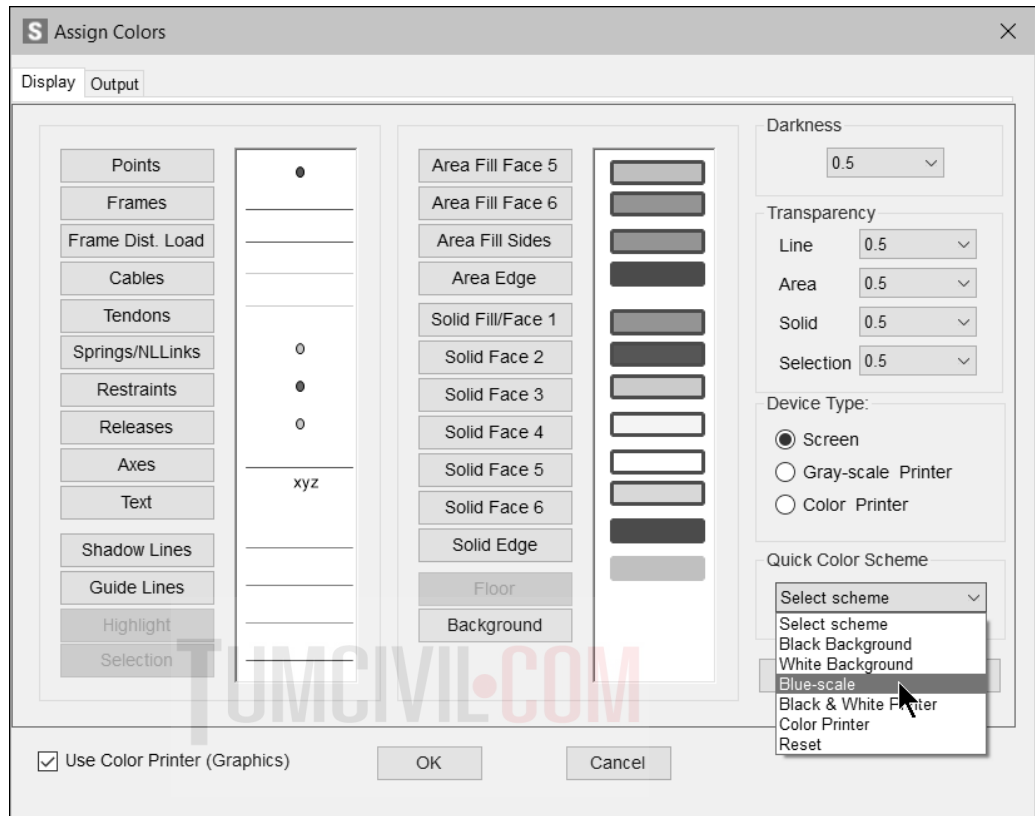 S Assign Colors
Display Output
Points
Frames
Frame Dist. Load
Cables
Tendons
Springs/NLLinks
Restraints
Releases
Axes
Text
Shadow Lines
Guide Lines
Highlight
Selection
xyz
Area Fill Face 5
Area Fill Face 6
Area Fill Sides
Area Edge
Solid Fill/Face 1
Solid Face 2
Solid Face 3
Solid Face 4
Solid Face 5
Solid Face 6
Solid Edge
Floor
Background
Darkness
0.5
Transparency
Line 0.5
Area 0.5
Solid 0.5
Selection 0.5
Device Type:
Screen
Gray-scale Printer
Color Printer
Quick Color Scheme
Select scheme
Select scheme
Black Background
White Background
Blue-scale
Black & White Printer
Color Printer
Reset
TUMCIVIL.COM
Use Color Printer (Graphics)
OK
Cancel